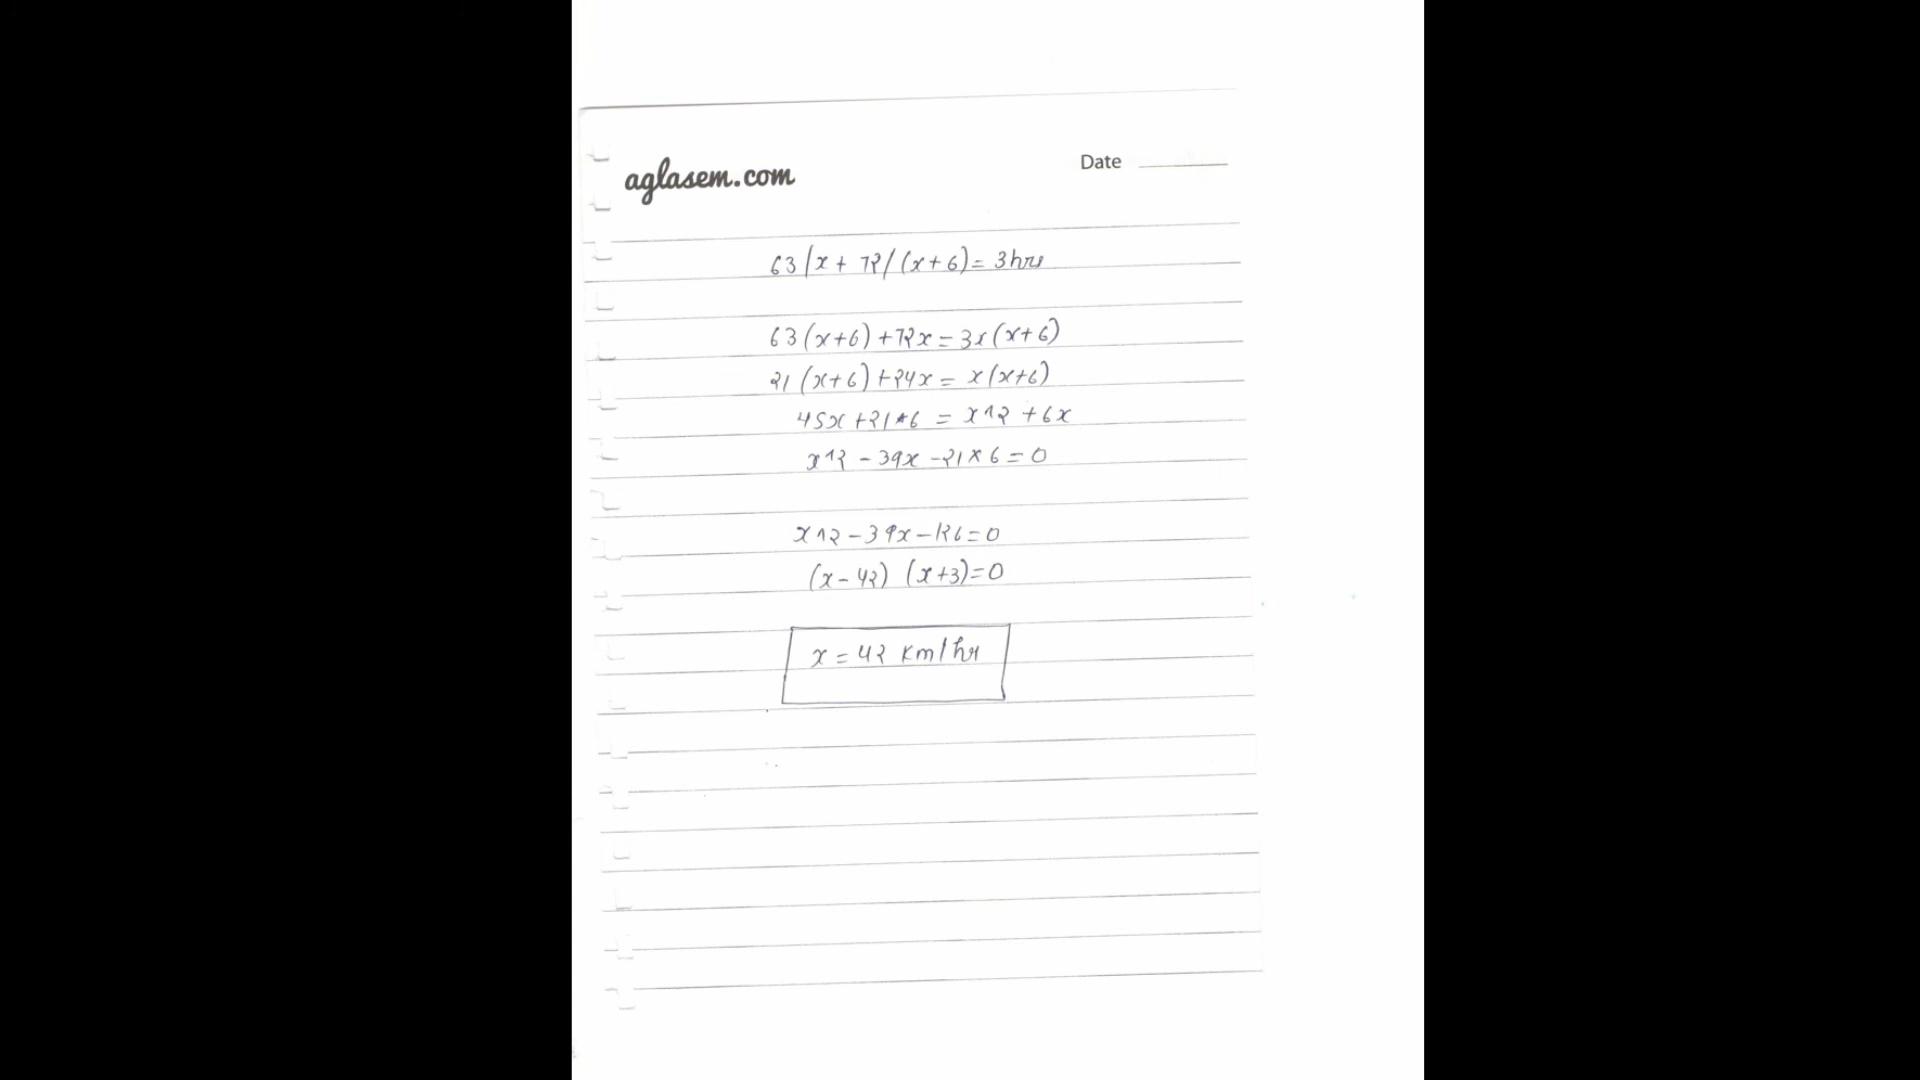 aglasem.com
Date
63/x + 72/(x+6) = 3hrs
63(x+6)+72x = 3x(x+6)
21(x+6)+24x = x(x+6)
45x+21*6 = x^2+6x
x^2 - 39x - 21×6 = 0
x^2 - 39x - 126 = 0
(x-42) (x+3) = 0
x = 42 km/hr